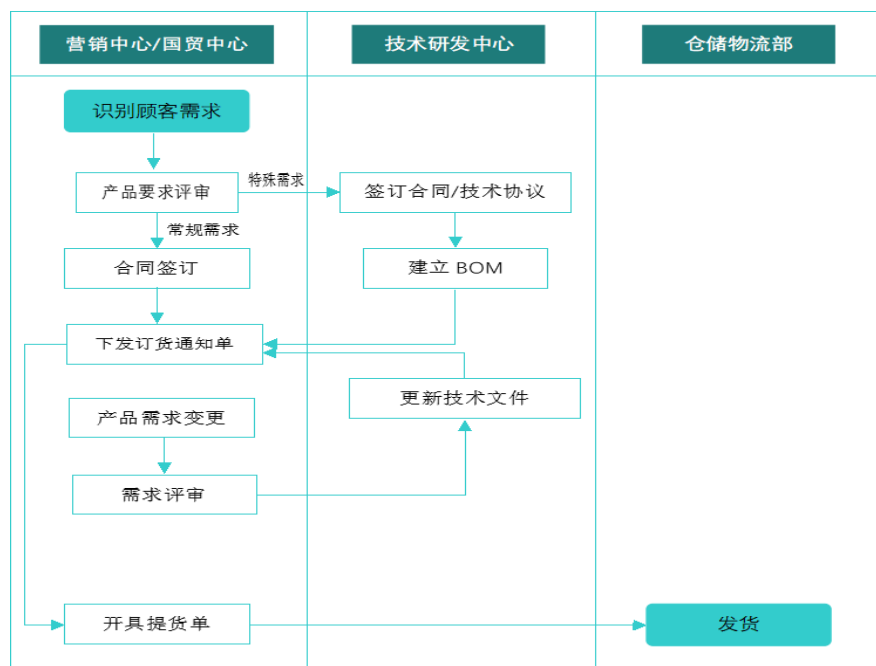 营销中心/国贸中心
技术研发中心
仓储物流部
识别顾客需求
产品要求评审
特殊需求
签订合同/技术协议
常规需求
合同签订
建立 BOM
下发订货通知单
更新技术文件
产品需求变更
需求评审
开具提货单
发货